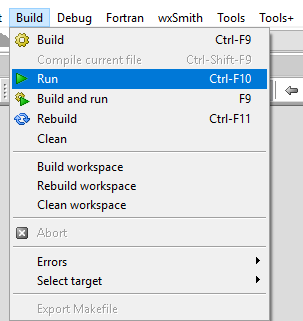 Build Debug Fortran wxSmith Tools Tools+
Build Ctrl-F9
Compile current file Ctrl-Shift-F9
Run Ctrl-F10
Build and run F9
Rebuild Ctrl-F11
Clean
Build workspace
Rebuild workspace
Clean workspace
Abort
Errors
Select target
Export Makefile